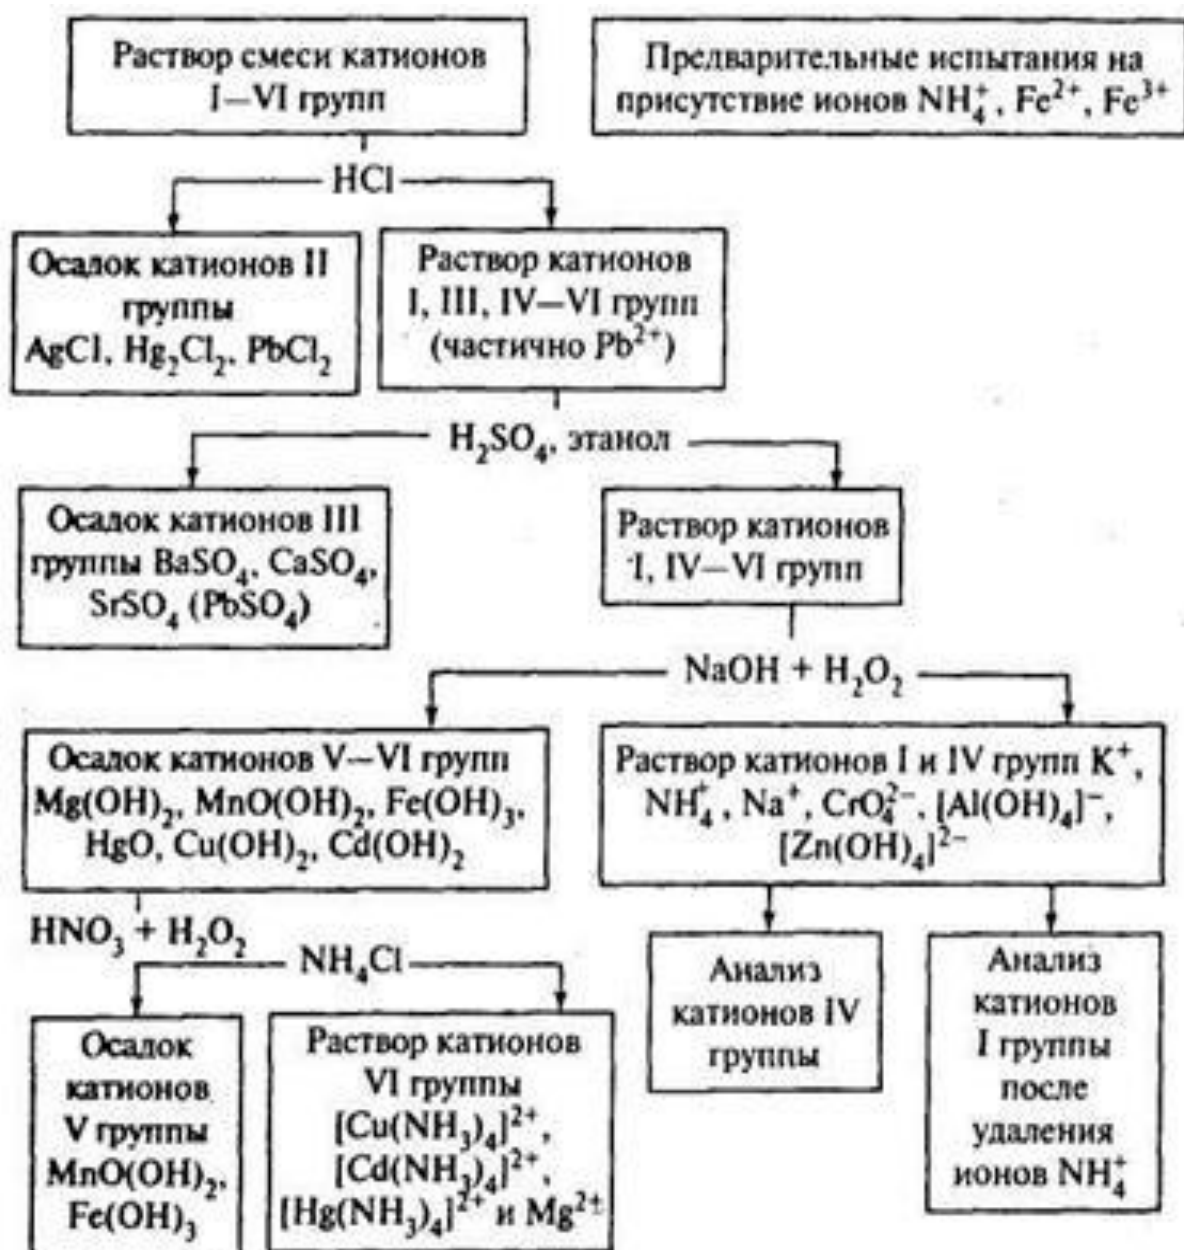 Раствор смеси катионов
I—VI групп
Предварительные испытания на
присутствие ионов NH₄⁺, Fe²⁺, Fe³⁺
HCl
Осадок катионов II
группы
AgCl, Hg₂Cl₂, PbCl₂
Раствор катионов
I, III, IV—VI групп
(частично Pb²⁺)
H₂SO₄, этанол
Осадок катионов III
группы BaSO₄, CaSO₄,
SrSO₄ (PbSO₄)
Раствор катионов
I, IV—VI групп
NaOH + H₂O₂
Осадок катионов V—VI групп
Mg(OH)₂, MnO(OH)₂, Fe(OH)₃,
HgO, Cu(OH)₂, Cd(OH)₂
Раствор катионов I и IV групп K⁺,
NH₄⁺, Na⁺, CrO₄²⁻, [Al(OH)₄]⁻,
[Zn(OH)₄]²⁻
HNO₃ + H₂O₂
NH₄Cl
Осадок
катионов
V группы
MnO(OH)₂,
Fe(OH)₃
Раствор катионов
VI группы
[Cu(NH₃)₄]²⁺,
[Cd(NH₃)₄]²⁺,
[Hg(NH₃)₄]²⁺ и Mg²⁺
Анализ
катионов IV
группы
Анализ
катионов
I группы
после
удаления
ионов NH₄⁺